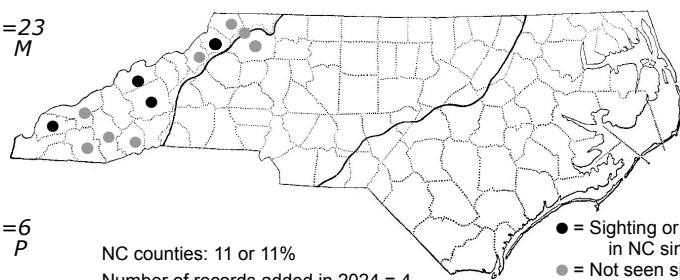 =23
M
=6
P
NC counties: 11 or 11%
Number of records added in 2024 = 4
= Sighting or
in NC sin
= Not seen si